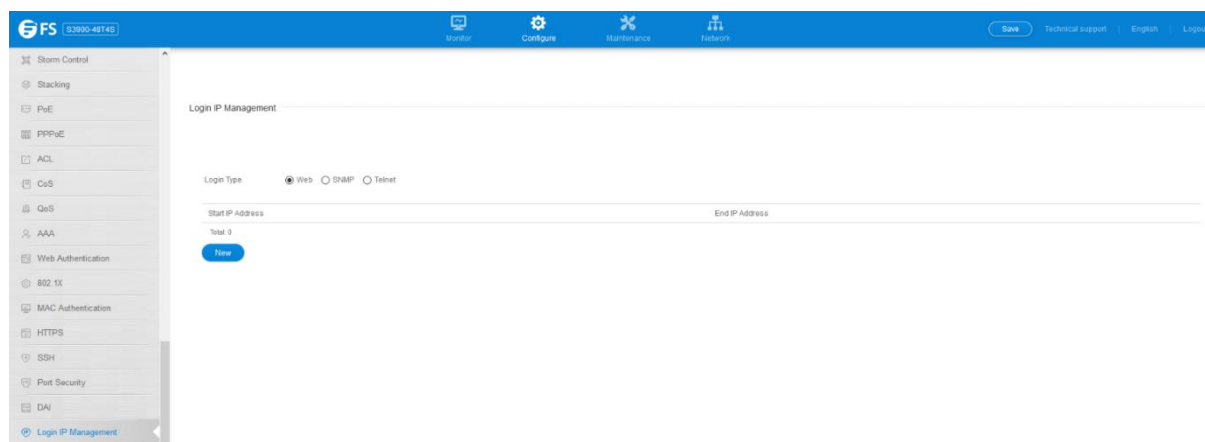 FS S3900-48T4S Monitor Configure Maintenance Network Save Technical support English Logou
Storm Control
Stacking
PoE
PPPoE
ACL
CoS
QoS
AAA
Web Authentication
802.1X
MAC Authentication
HTTPS
SSH
Port Security
DAI
Login IP Management
Login IP Management
Login Type Web SNMP Telnet
Start IP Address End IP Address
Total: 0
New